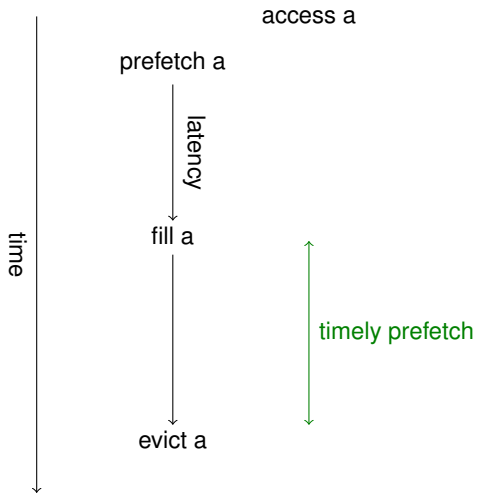 access a
prefetch a
latency
fill a
time
timely prefetch
evict a